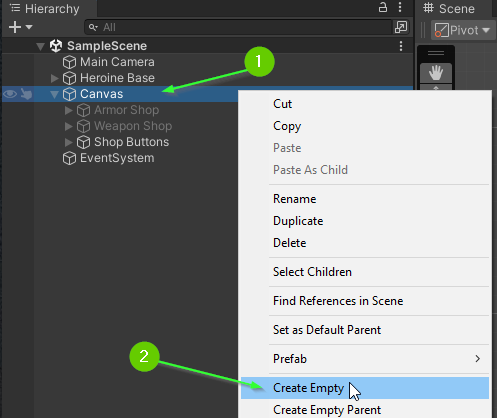 Hierarchy
Scene
All
Pivot
SampleScene
1
Main Camera
Heroine Base
Canvas
Armor Shop
Weapon Shop
Shop Buttons
EventSystem
Cut
Copy
Paste
Paste As Child
Rename
Duplicate
Delete
Select Children
Find References in Scene
Set as Default Parent
Prefab
2
Create Empty
Create Empty Parent